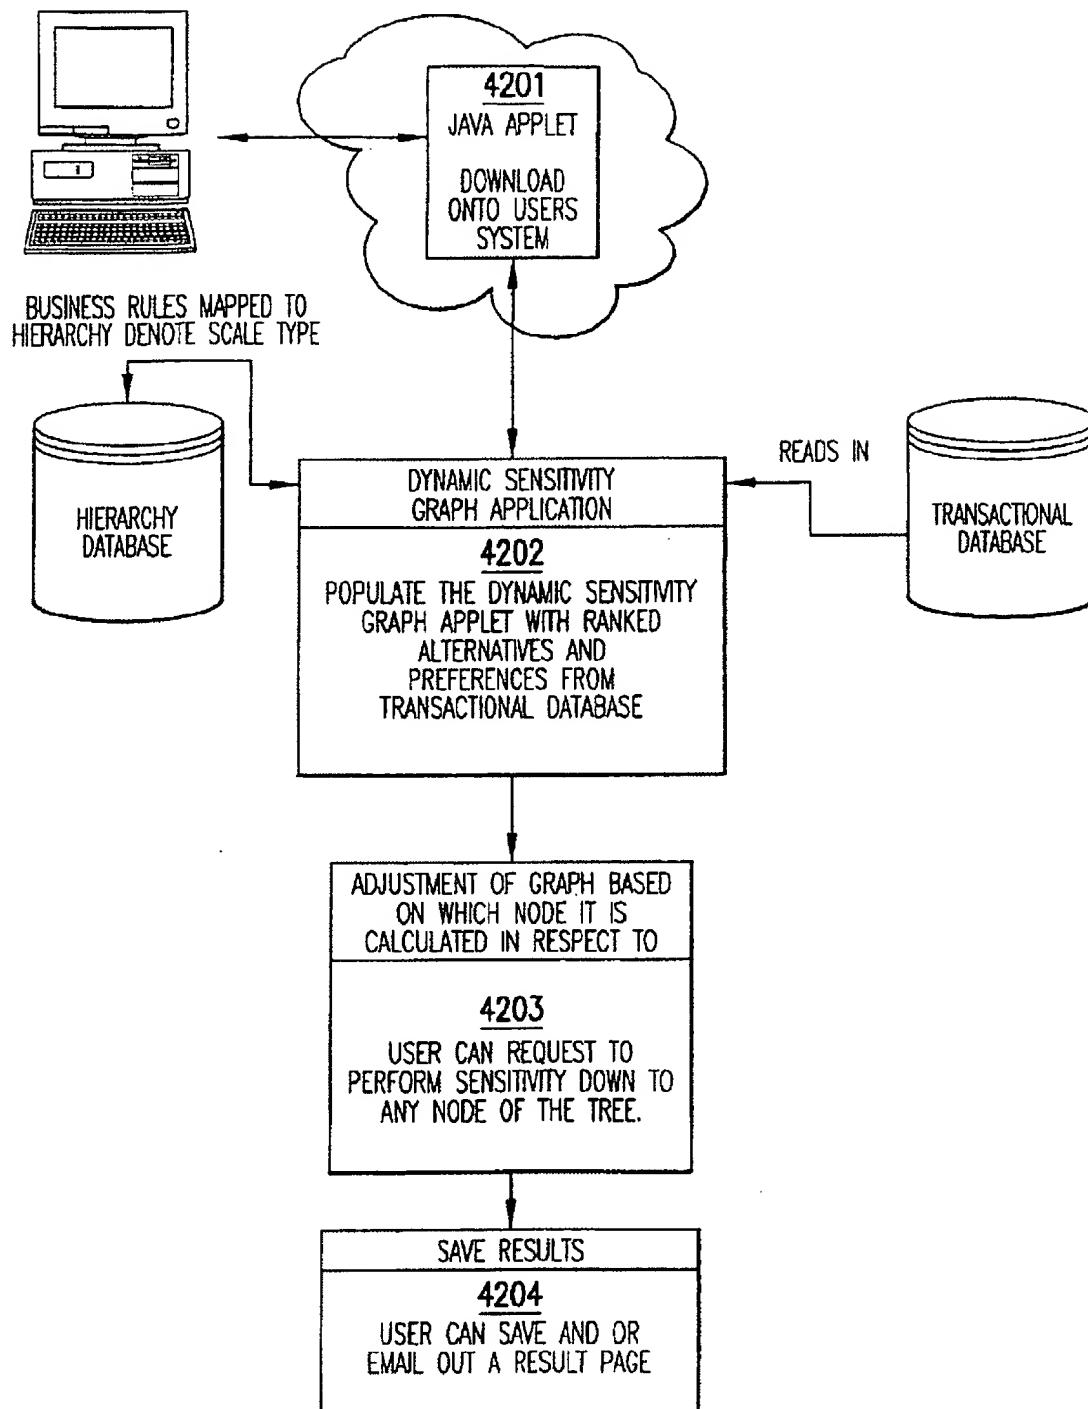 4201
JAVA APPLET
DOWNLOAD
ONTO USERS
SYSTEM
BUSINESS RULES MAPPED TO
HIERARCHY DENOTE SCALE TYPE
HIERARCHY
DATABASE
DYNAMIC SENSITIVITY
GRAPH APPLICATION
READS IN
TRANSACTIONAL
DATABASE
4202
POPULATE THE DYNAMIC SENSITIVITY
GRAPH APPLET WITH RANKED
ALTERNATIVES AND
PREFERENCES FROM
TRANSACTIONAL DATABASE
ADJUSTMENT OF GRAPH BASED
ON WHICH NODE IT IS
CALCULATED IN RESPECT TO
4203
USER CAN REQUEST TO
PERFORM SENSITIVITY DOWN TO
ANY NODE OF THE TREE.
SAVE RESULTS
4204
USER CAN SAVE AND OR
EMAIL OUT A RESULT PAGE